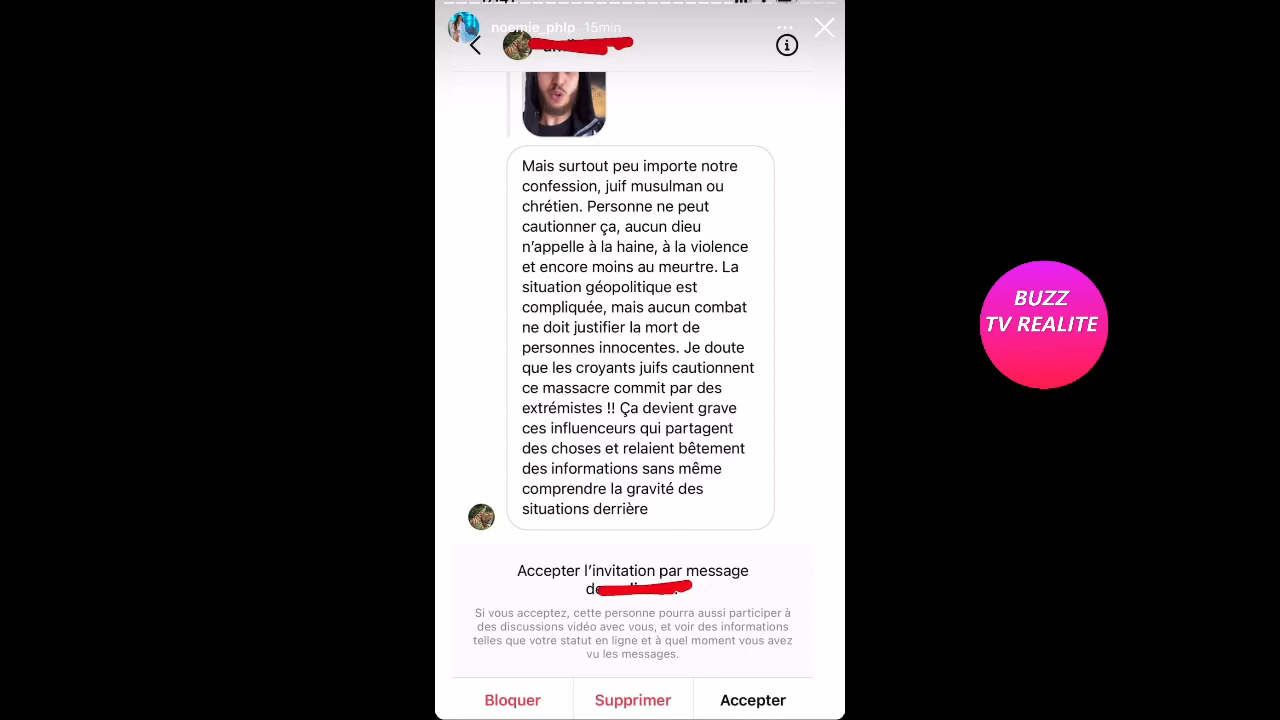 noemie_phlp 15min
Mais surtout peu importe notre
confession, juif musulman ou
chrétien. Personne ne peut
cautionner ça, aucun dieu
n'appelle à la haine, à la violence
et encore moins au meurtre. La
situation géopolitique est
compliquée, mais aucun combat
ne doit justifier la mort de
personnes innocentes. Je doute
que les croyants juifs cautionnent
ce massacre commit par des
extrémistes !! Ça devient grave
ces influenceurs qui partagent
des choses et relaient bêtement
des informations sans même
comprendre la gravité des
situations derrière
BUZZ
TV REALITE
Accepter l'invitation par message
de
Si vous acceptez, cette personne pourra aussi participer à
des discussions vidéo avec vous, et voir des informations
telles que votre statut en ligne et à quel moment vous avez
vu les messages.
Bloquer Supprimer Accepter